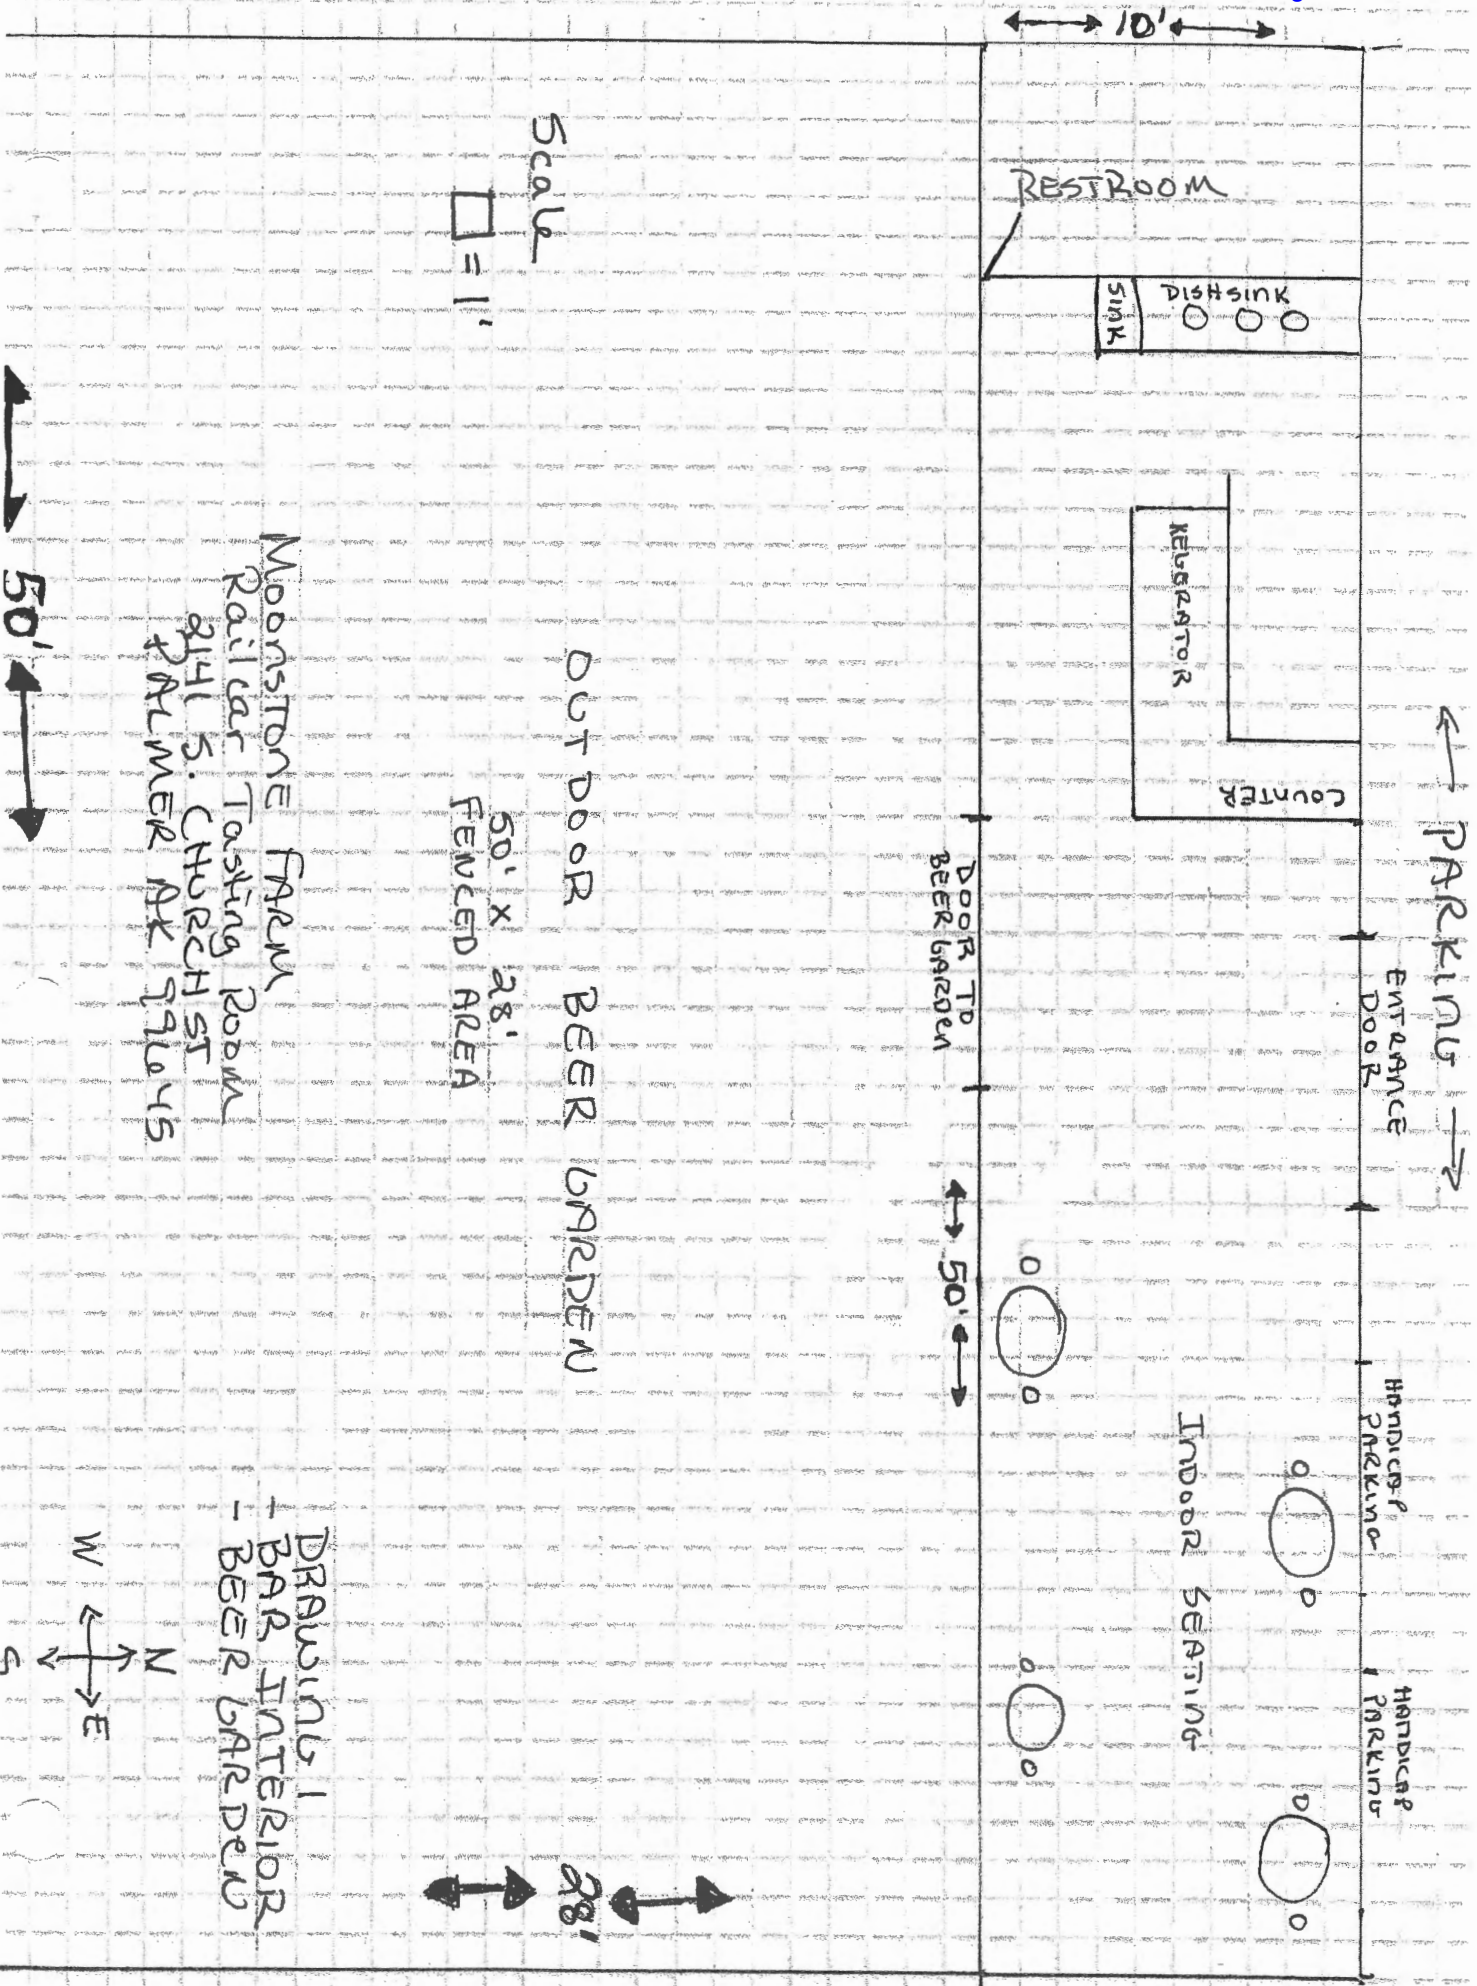 ← PARKING →
ENTRANCE
DOOR
HANDICAP
PARKING
HANDICAP
PARKING
10'
RESTROOM
DISHSINK
SINK
KEGERATOR
COUNTER
INDOOR SEATING
DOOR TO
BEER GARDEN
50'
Scale
□ = 1'
OUTDOOR BEER GARDEN
50' x 28'
FENCED AREA
28'
MOONSTONE FARM
Railcar Tasting Room
241 S. CHURCH ST
PALMER AK 99645
DRAWING 1
- BAR INTERIOR
- BEER GARDEN
50'
N
W
E
S